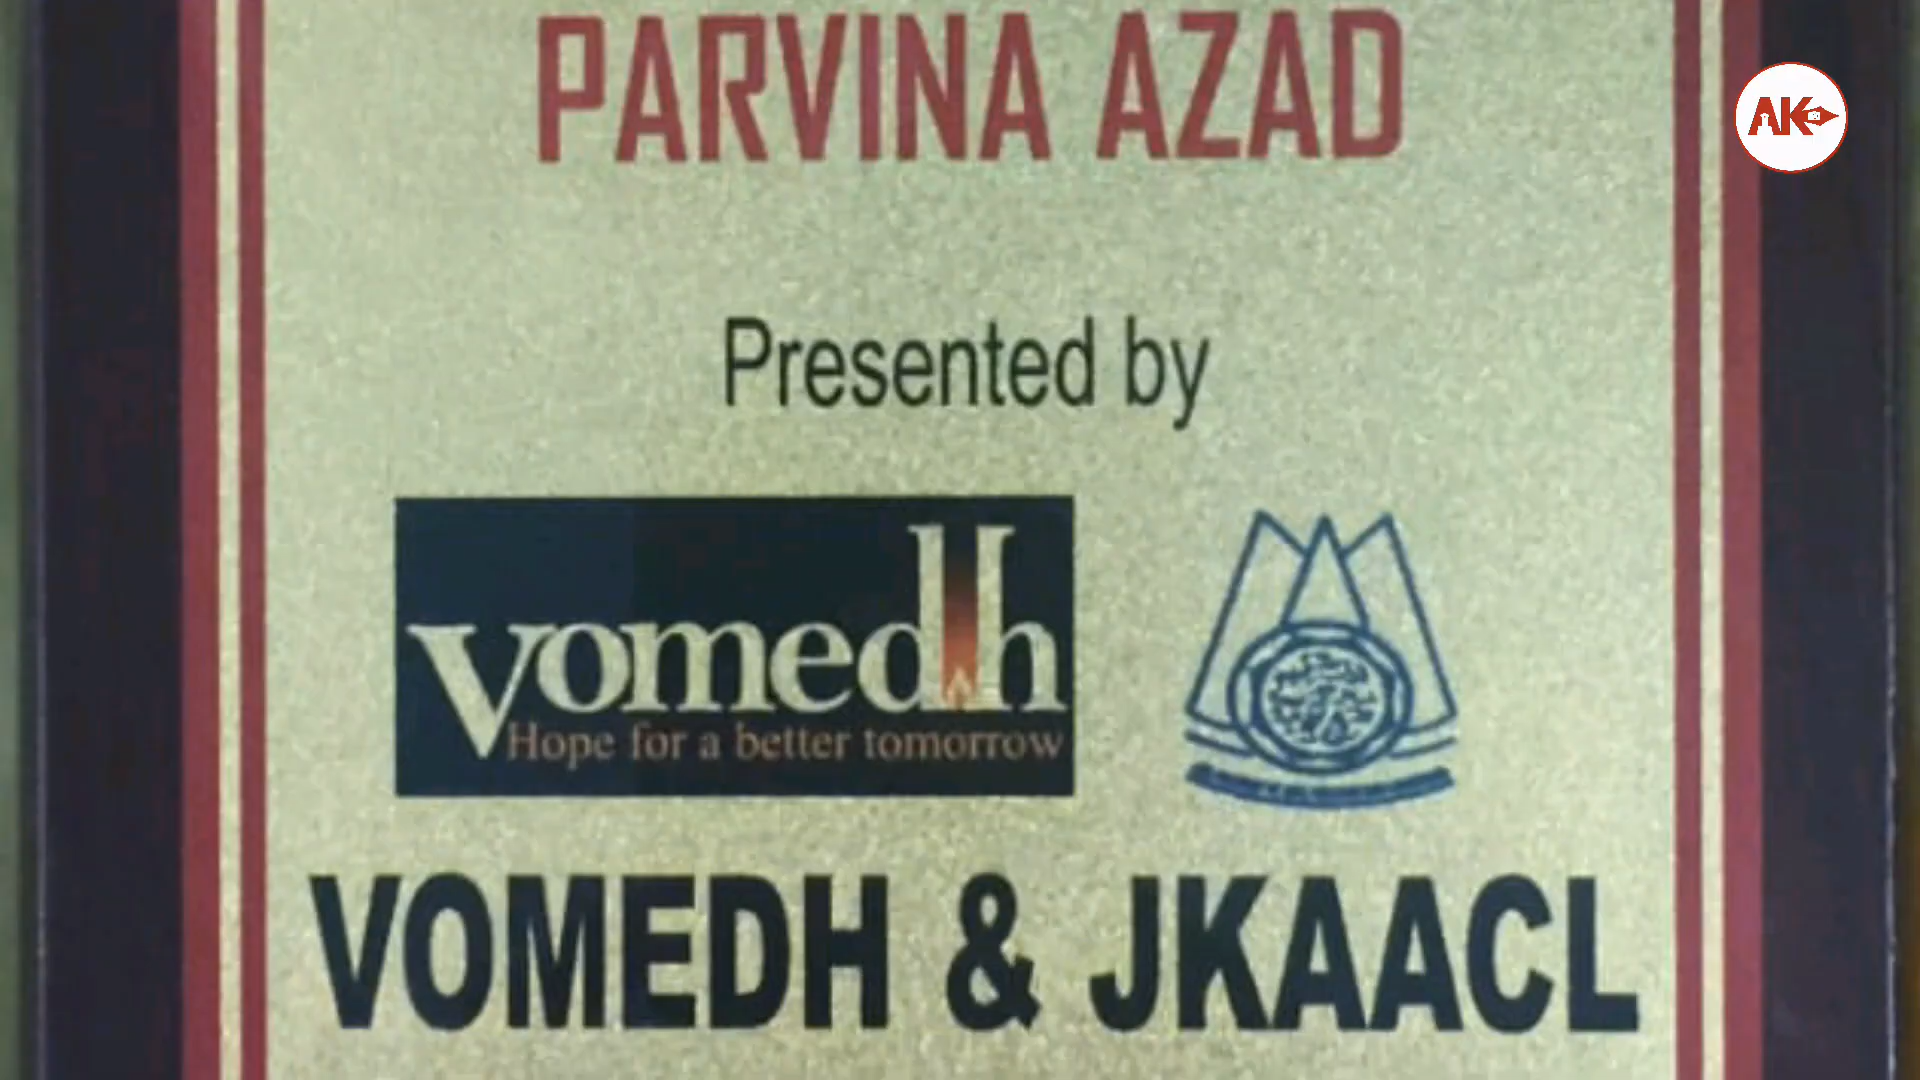 PARVINA AZAD
AK
Presented by
vomedh
Hope for a better tomorrow
VOMEDH & JKAACL